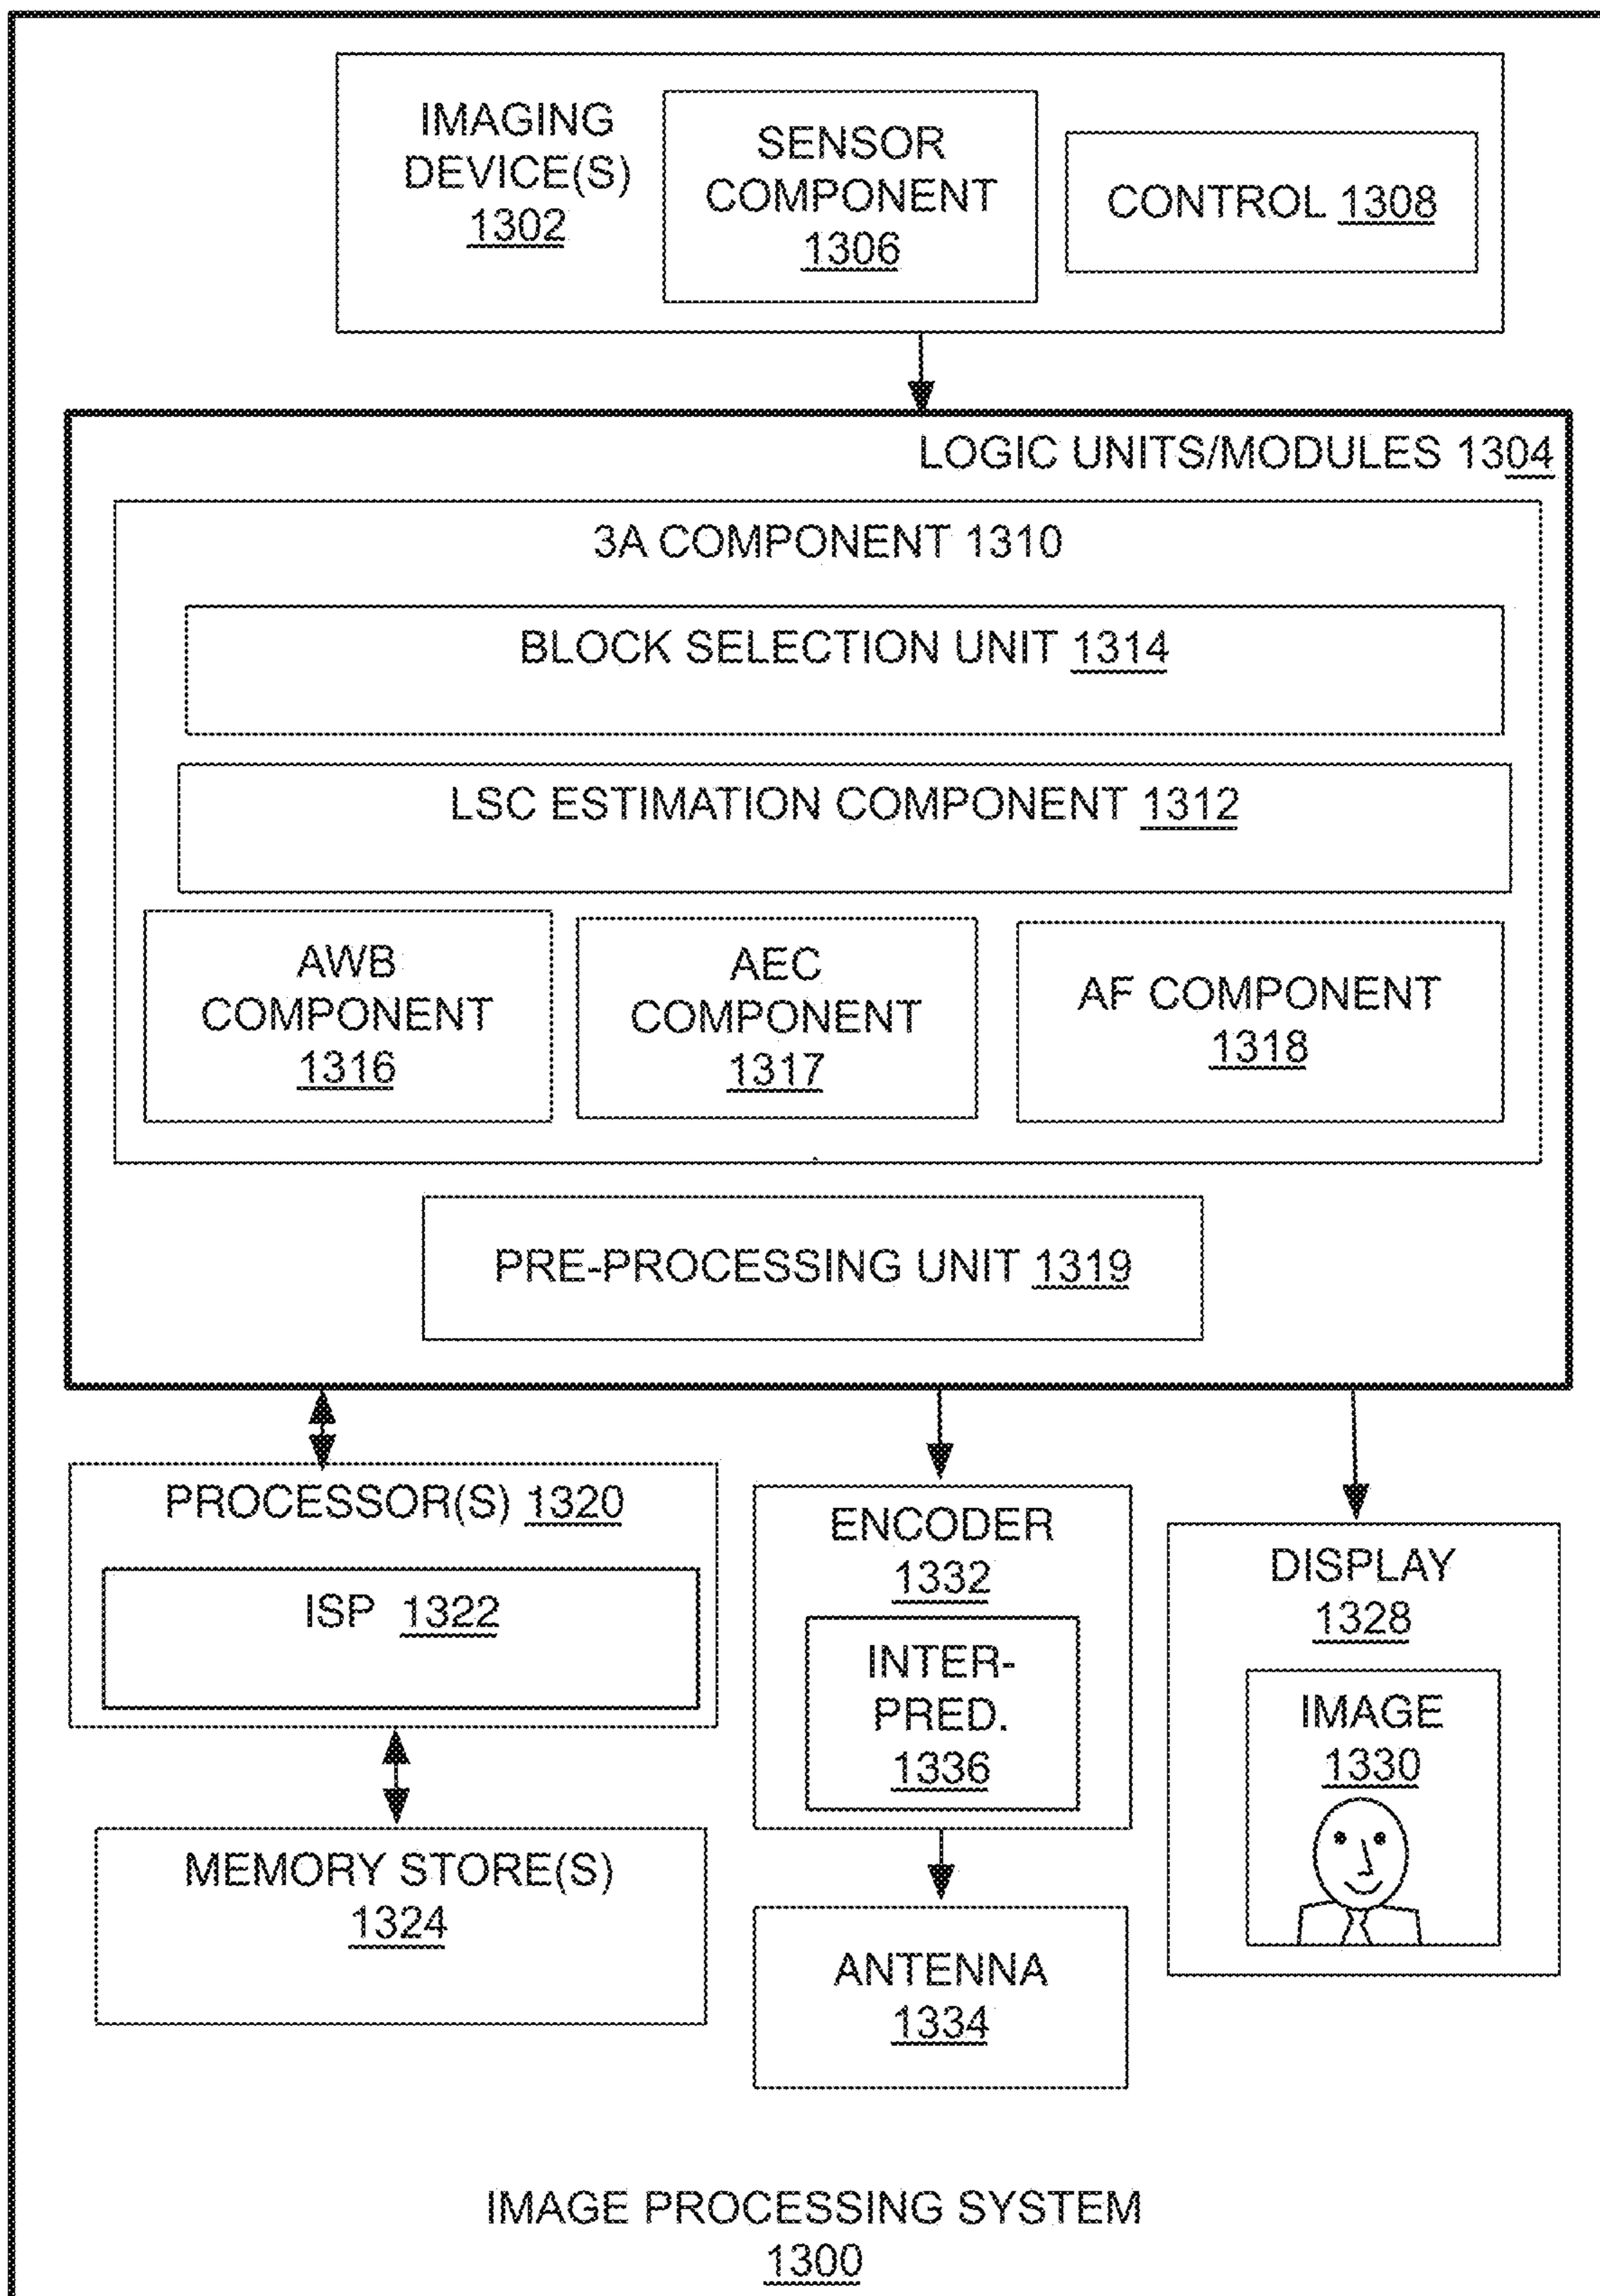 IMAGING
DEVICE(S)
1302
SENSOR
COMPONENT
1306
CONTROL 1308
LOGIC UNITS/MODULES 1304
3A COMPONENT 1310
BLOCK SELECTION UNIT 1314
LSC ESTIMATION COMPONENT 1312
AWB
COMPONENT
1316
AEC
COMPONENT
1317
AF COMPONENT
1318
PRE-PROCESSING UNIT 1319
PROCESSOR(S) 1320
ISP 1322
MEMORY STORE(S)
1324
ENCODER
1332
INTER-
PRED.
1336
ANTENNA
1334
DISPLAY
1328
IMAGE
1330
IMAGE PROCESSING SYSTEM
1300